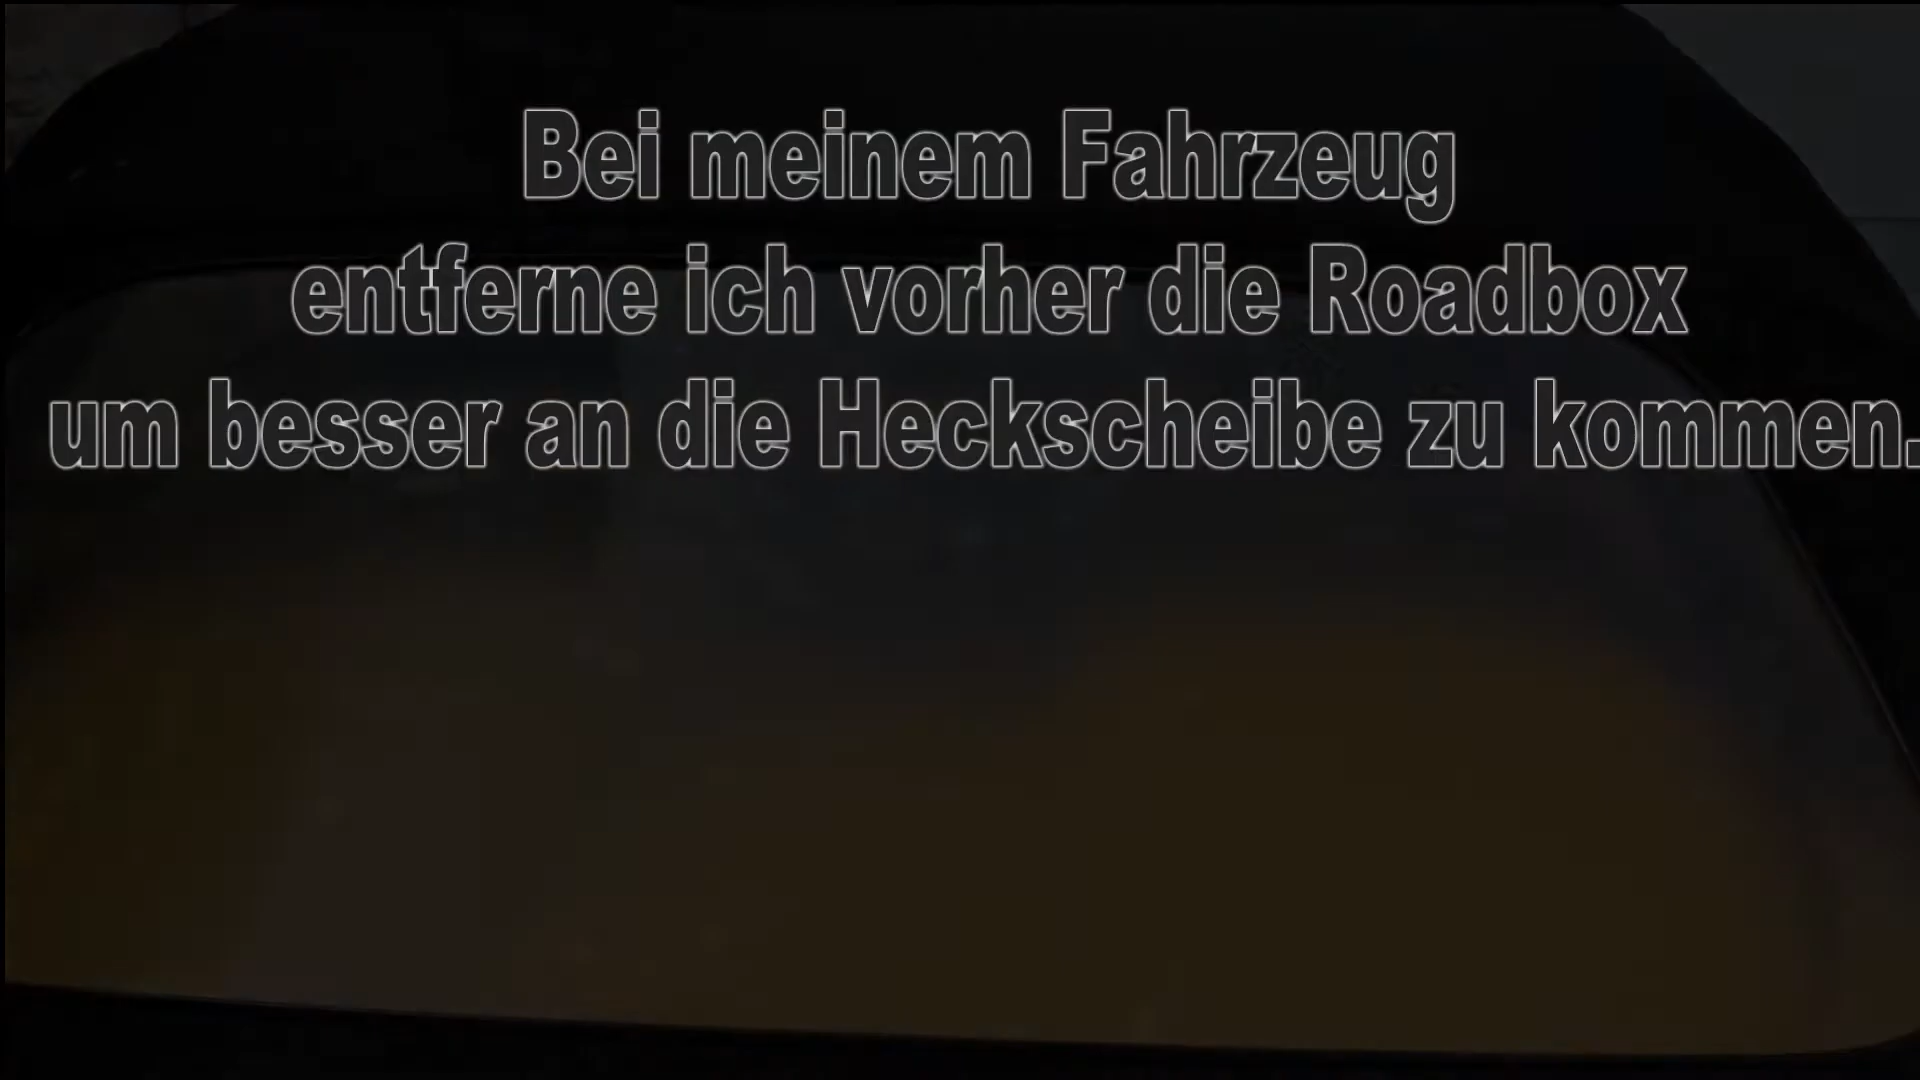 Bei meinem Fahrzeug
entferne ich vorher die Roadbox
um besser an die Heckscheibe zu kommen.